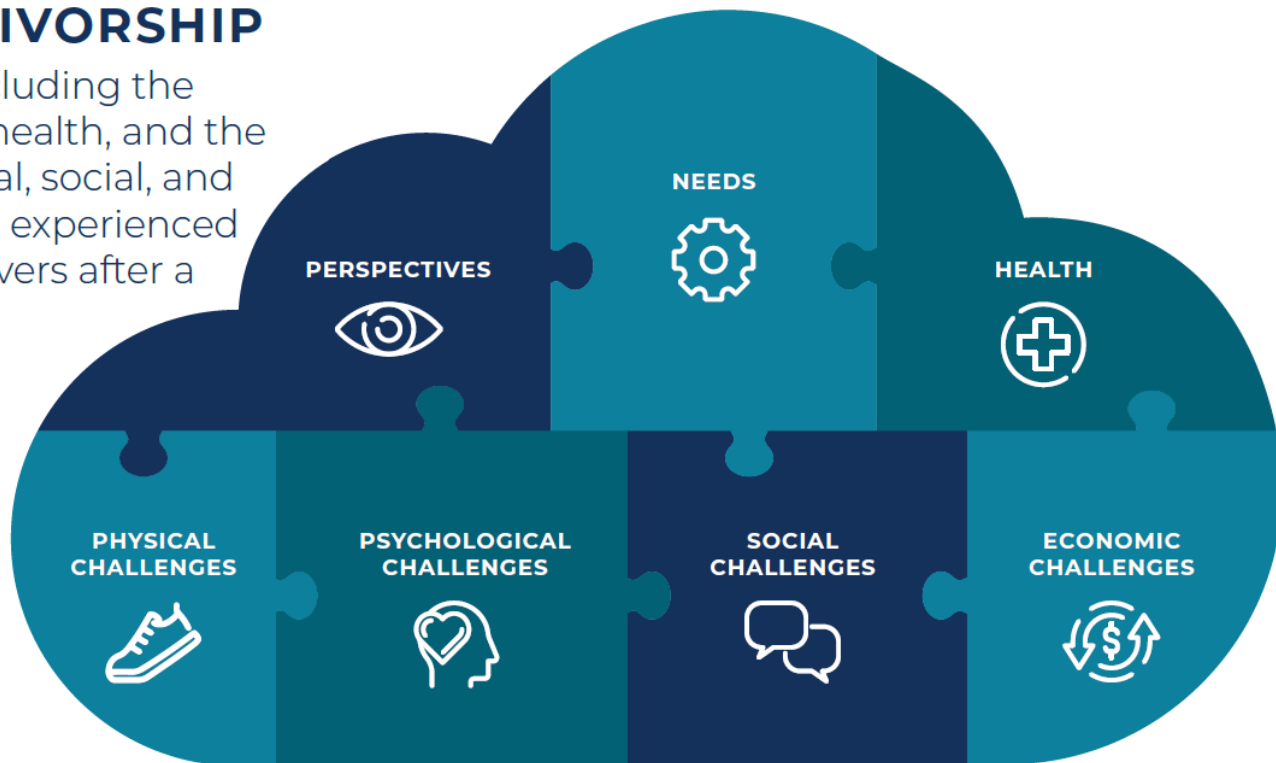 IVORSHIP
luding the
health, and the
al, social, and
experienced
vers after a
NEEDS
PERSPECTIVES
HEALTH
PHYSICAL
CHALLENGES
PSYCHOLOGICAL
CHALLENGES
SOCIAL
CHALLENGES
ECONOMIC
CHALLENGES
$